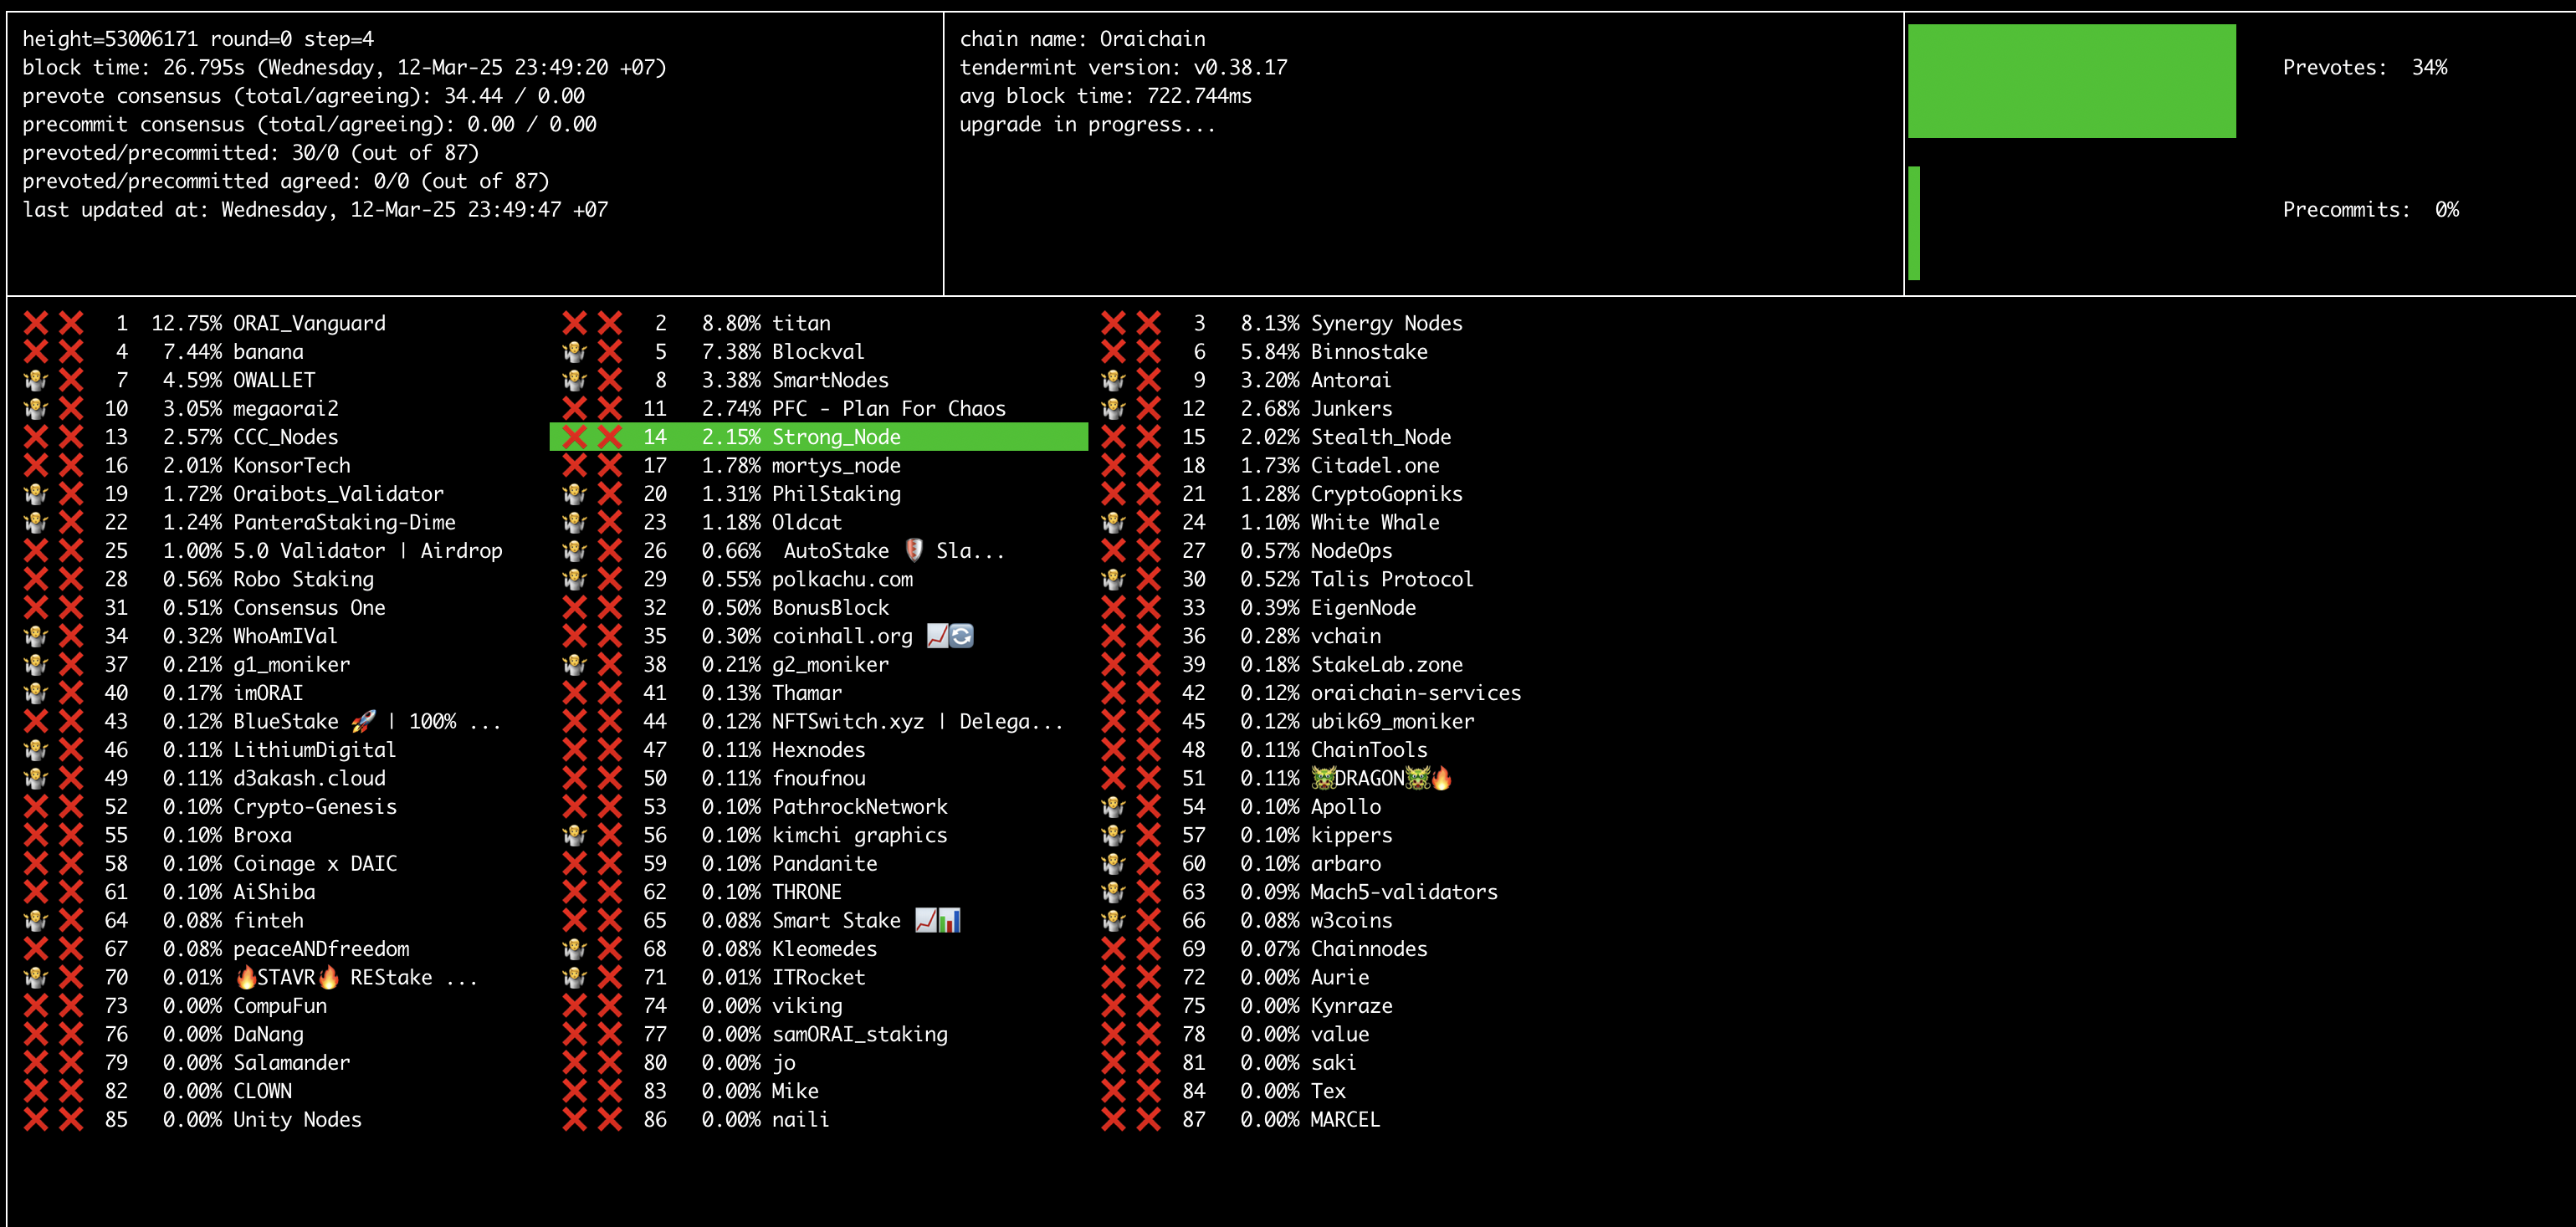 height=53006171 round=0 step=4
block time: 26.795s (Wednesday, 12-Mar-25 23:49:20 +07)
prevote consensus (total/agreeing): 34.44 / 0.00
precommit consensus (total/agreeing): 0.00 / 0.00
prevoted/precommitted: 30/0 (out of 87)
prevoted/precommitted agreed: 0/0 (out of 87)
last updated at: Wednesday, 12-Mar-25 23:49:47 +07
chain name: Oraichain
tendermint version: v0.38.17
avg block time: 722.744ms
upgrade in progress...
Prevotes: 34%
Precommits: 0%
❌ ❌ 1 12.75% ORAI_Vanguard ❌ ❌ 2 8.80% titan ❌ ❌ 3 8.13% Synergy Nodes
❌ ❌ 4 7.44% banana 🤷 ❌ 5 7.38% Blockval ❌ ❌ 6 5.84% Binnostake
🤷 ❌ 7 4.59% OWALLET 🤷 ❌ 8 3.38% SmartNodes 🤷 ❌ 9 3.20% Antorai
🤷 ❌ 10 3.05% megaorai2 ❌ ❌ 11 2.74% PFC - Plan For Chaos 🤷 ❌ 12 2.68% Junkers
❌ ❌ 13 2.57% CCC_Nodes ❌ ❌ 14 2.15% Strong_Node ❌ ❌ 15 2.02% Stealth_Node
❌ ❌ 16 2.01% KonsorTech ❌ ❌ 17 1.78% mortys_node ❌ ❌ 18 1.73% Citadel.one
🤷 ❌ 19 1.72% Oraibots_Validator 🤷 ❌ 20 1.31% PhilStaking ❌ ❌ 21 1.28% CryptoGopniks
🤷 ❌ 22 1.24% PanteraStaking-Dime 🤷 ❌ 23 1.18% Oldcat 🤷 ❌ 24 1.10% White Whale
❌ ❌ 25 1.00% 5.0 Validator | Airdrop 🤷 ❌ 26 0.66% AutoStake 🛡️ Sla... ❌ ❌ 27 0.57% NodeOps
❌ ❌ 28 0.56% Robo Staking 🤷 ❌ 29 0.55% polkachu.com 🤷 ❌ 30 0.52% Talis Protocol
❌ ❌ 31 0.51% Consensus One ❌ ❌ 32 0.50% BonusBlock ❌ ❌ 33 0.39% EigenNode
🤷 ❌ 34 0.32% WhoAmIVal ❌ ❌ 35 0.30% coinhall.org 📈🔄 ❌ ❌ 36 0.28% vchain
🤷 ❌ 37 0.21% g1_moniker 🤷 ❌ 38 0.21% g2_moniker ❌ ❌ 39 0.18% StakeLab.zone
🤷 ❌ 40 0.17% imORAI ❌ ❌ 41 0.13% Thamar ❌ ❌ 42 0.12% oraichain-services
❌ ❌ 43 0.12% BlueStake 🚀 | 100% ... ❌ ❌ 44 0.12% NFTSwitch.xyz | Delega... ❌ ❌ 45 0.12% ubik69_moniker
🤷 ❌ 46 0.11% LithiumDigital ❌ ❌ 47 0.11% Hexnodes ❌ ❌ 48 0.11% ChainTools
🤷 ❌ 49 0.11% d3akash.cloud ❌ ❌ 50 0.11% fnoufnou ❌ ❌ 51 0.11% 🐲DRAGON🐲🔥
❌ ❌ 52 0.10% Crypto-Genesis ❌ ❌ 53 0.10% PathrockNetwork 🤷 ❌ 54 0.10% Apollo
❌ ❌ 55 0.10% Broxa 🤷 ❌ 56 0.10% kimchi graphics 🤷 ❌ 57 0.10% kippers
❌ ❌ 58 0.10% Coinage x DAIC ❌ ❌ 59 0.10% Pandanite 🤷 ❌ 60 0.10% arbaro
❌ ❌ 61 0.10% AiShiba ❌ ❌ 62 0.10% THRONE 🤷 ❌ 63 0.09% Mach5-validators
🤷 ❌ 64 0.08% finteh ❌ ❌ 65 0.08% Smart Stake 📈📊 🤷 ❌ 66 0.08% w3coins
❌ ❌ 67 0.08% peaceANDfreedom 🤷 ❌ 68 0.08% Kleomedes ❌ ❌ 69 0.07% Chainnodes
🤷 ❌ 70 0.01% 🔥STAVR🔥 REStake ... 🤷 ❌ 71 0.01% ITRocket ❌ ❌ 72 0.00% Aurie
❌ ❌ 73 0.00% CompuFun ❌ ❌ 74 0.00% viking ❌ ❌ 75 0.00% Kynraze
❌ ❌ 76 0.00% DaNang ❌ ❌ 77 0.00% samORAI_staking ❌ ❌ 78 0.00% value
❌ ❌ 79 0.00% Salamander ❌ ❌ 80 0.00% jo ❌ ❌ 81 0.00% saki
❌ ❌ 82 0.00% CLOWN ❌ ❌ 83 0.00% Mike ❌ ❌ 84 0.00% Tex
❌ ❌ 85 0.00% Unity Nodes ❌ ❌ 86 0.00% naili ❌ ❌ 87 0.00% MARCEL